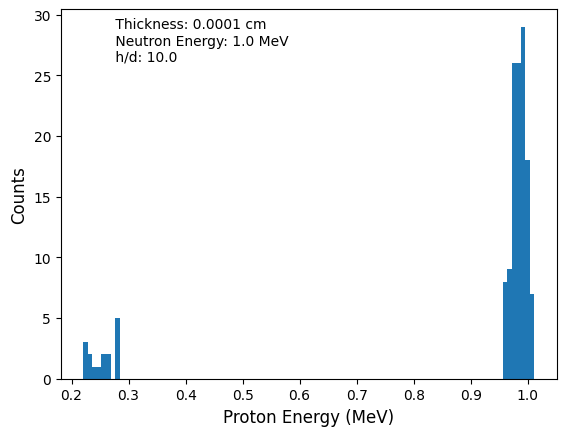 30
Thickness: 0.0001 cm
Neutron Energy: 1.0 MeV
h/d: 10.0
25
20
15
10
5
0
Counts
0.2 0.3 0.4 0.5 0.6 0.7 0.8 0.9 1.0
Proton Energy (MeV)